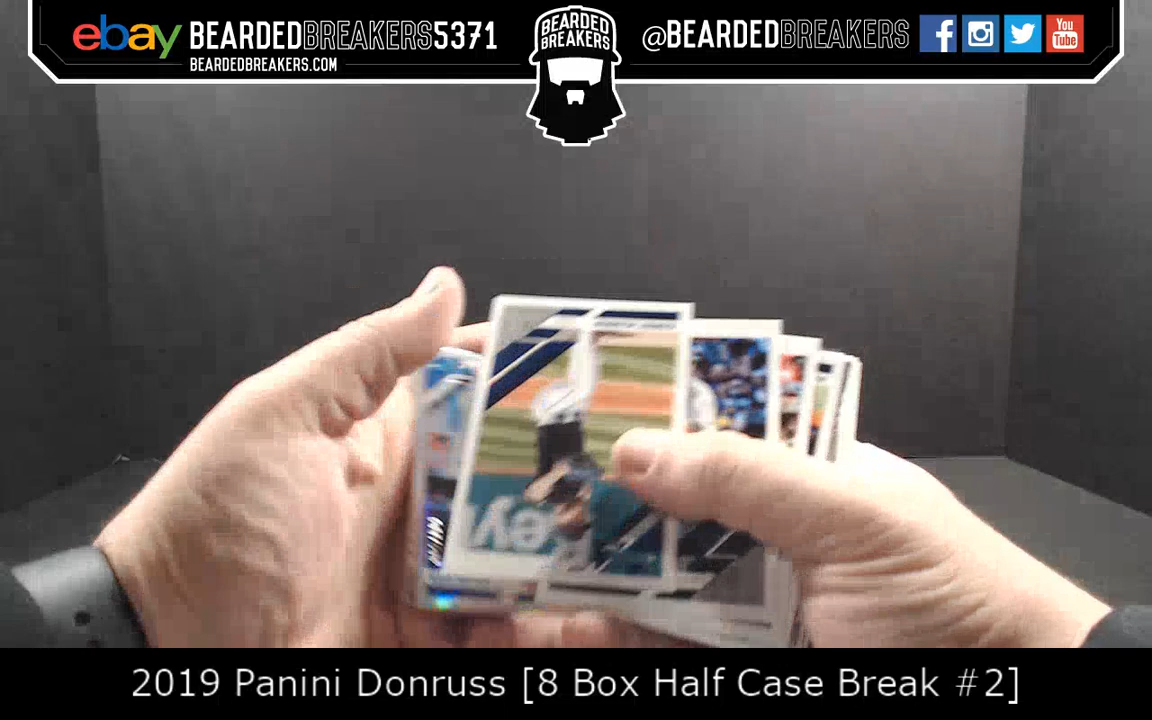 ebay BEARDEDBREAKERS5371
BEARDEDBREAKERS.COM
BEARDED
BREAKERS
@BEARDEDBREAKERS
You
Tube
2019 Panini Donruss [8 Box Half Case Break #2]